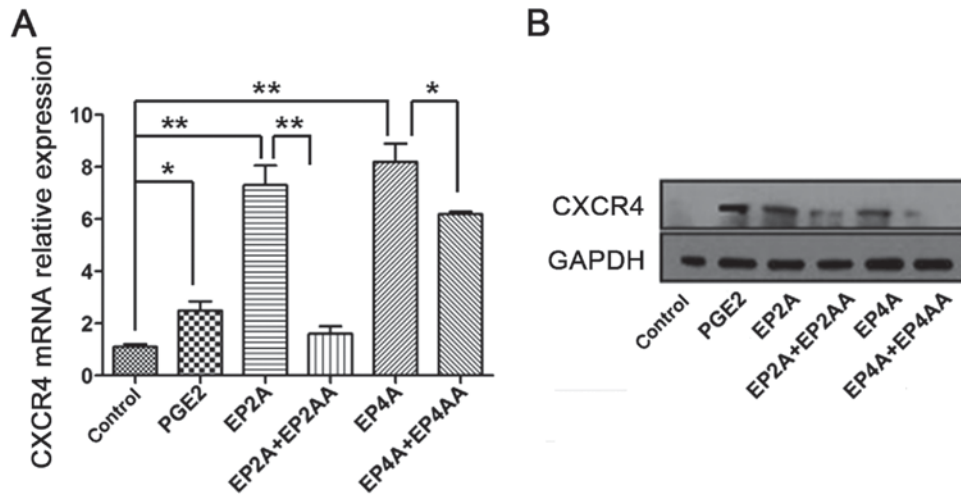 A
CXCR4 mRNA relative expression
10
8
6
4
2
0
**
*
**
**
*
Control
PGE2
EP2A
EP2A+EP2AA
EP4A
EP4A+EP4AA
B
CXCR4
GAPDH
Control
PGE2
EP2A
EP2A+EP2AA
EP4A
EP4A+EP4AA